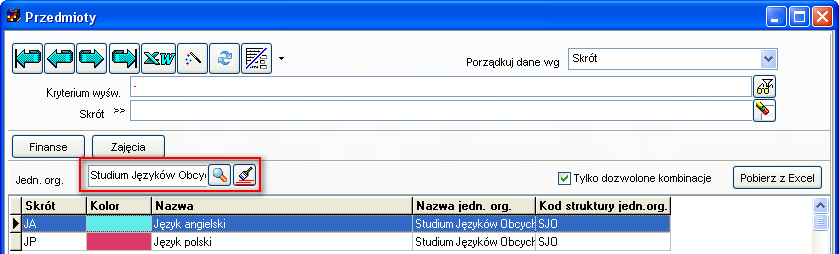 Przedmioty
XW
Porządkuj dane wg Skrót
Kryterium wyśw.
Skrót >>
Finanse Zajęcia
Jedn. org. Studium Języków Obcy Tylko dozwolone kombinacje Pobierz z Excel
Skrót Kolor Nazwa Nazwa jedn. org. Kod struktury jedn.org.
JA Język angielski Studium Języków Obcych SJO
JP Język polski Studium Języków Obcych SJO